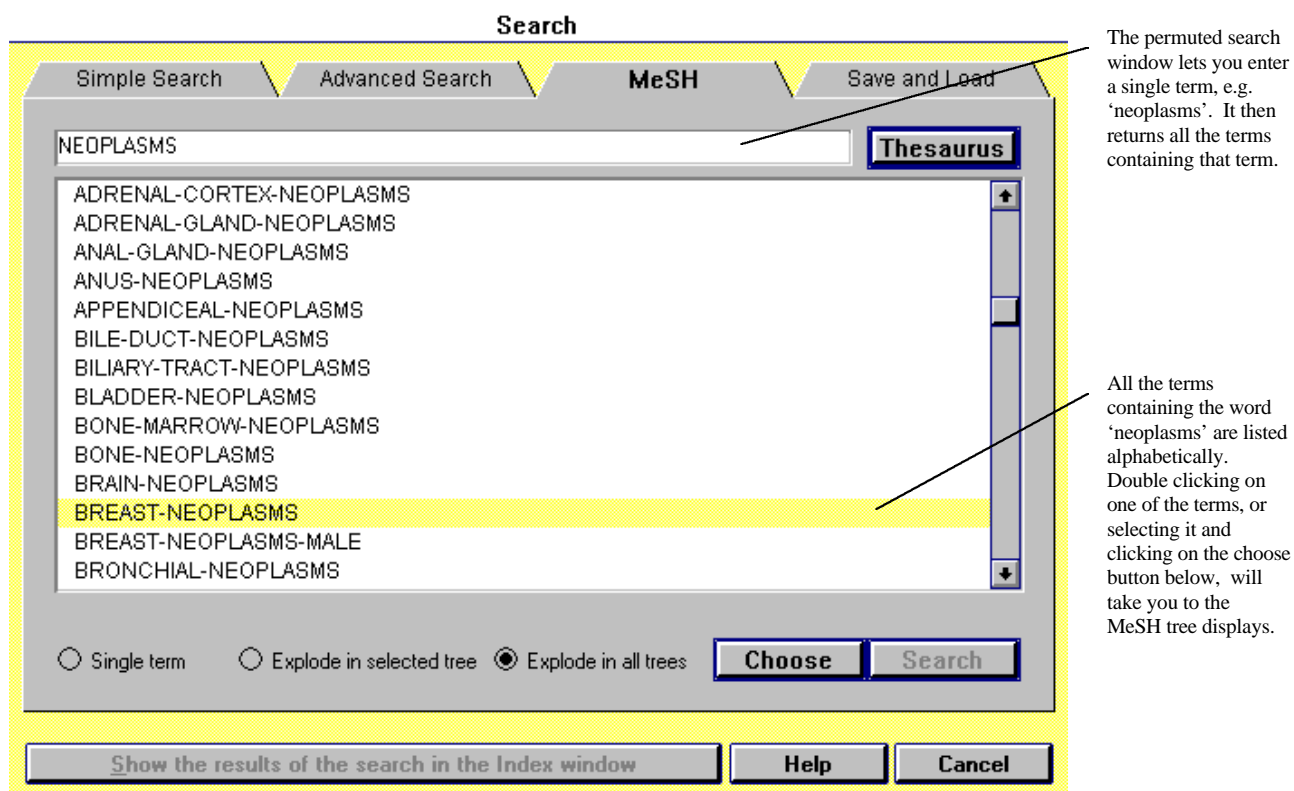 Search
Simple Search
Advanced Search
MeSH
Save and Load
NEOPLASMS
Thesaurus
ADRENAL-CORTEX-NEOPLASMS
ADRENAL-GLAND-NEOPLASMS
ANAL-GLAND-NEOPLASMS
ANUS-NEOPLASMS
APPENDICEAL-NEOPLASMS
BILE-DUCT-NEOPLASMS
BILIARY-TRACT-NEOPLASMS
BLADDER-NEOPLASMS
BONE-MARROW-NEOPLASMS
BONE-NEOPLASMS
BRAIN-NEOPLASMS
BREAST-NEOPLASMS
BREAST-NEOPLASMS-MALE
BRONCHIAL-NEOPLASMS
Single term
Explode in selected tree
Explode in all trees
Choose
Search
Show the results of the search in the Index window
Help
Cancel
The permuted search
window lets you enter
a single term, e.g.
‘neoplasms’. It then
returns all the terms
containing that term.
All the terms
containing the word
‘neoplasms’ are listed
alphabetically.
Double clicking on
one of the terms, or
selecting it and
clicking on the choose
button below, will
take you to the
MeSH tree displays.